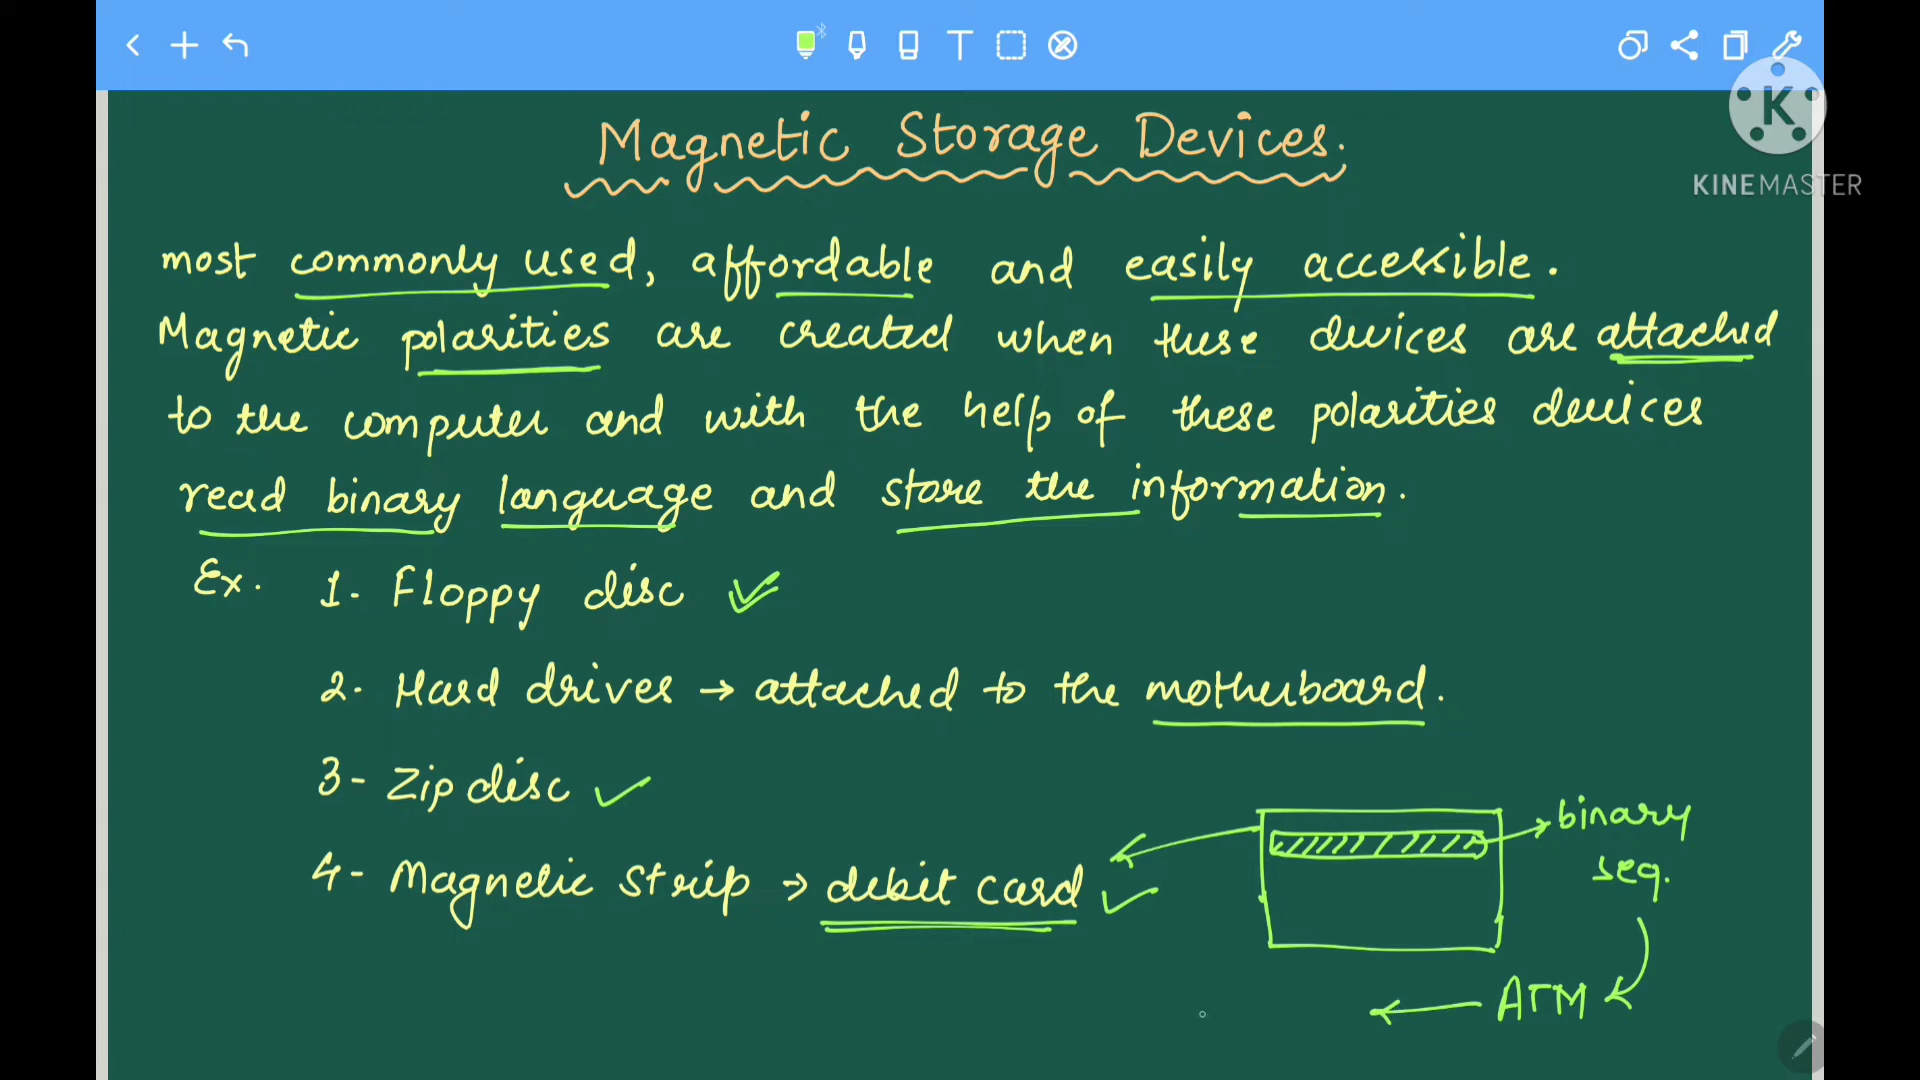 KINEMASTER
Magnetic Storage Devices.
most commonly used, affordable and easily accessible.
Magnetic polarities are created when these devices are attached
to the computer and with the help of these polarities devices
read binary language and store the information.
Ex. 1- Floppy disc
2- Hard drives → attached to the motherboard.
3- Zip disc
4- Magnetic strip → debit card
binary
seq.
ATM